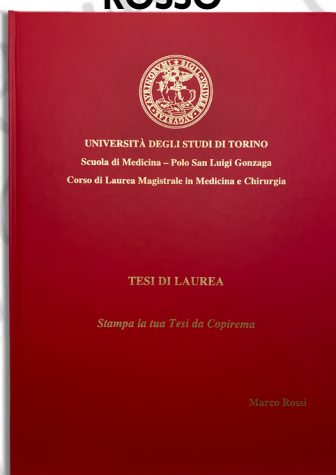 ROSSO
UNIVERSITÀ DEGLI STUDI DI TORINO
Scuola di Medicina – Polo San Luigi Gonzaga
Corso di Laurea Magistrale in Medicina e Chirurgia
TESI DI LAUREA
Stampa la tua Tesi da Copirema
Marco Rossi